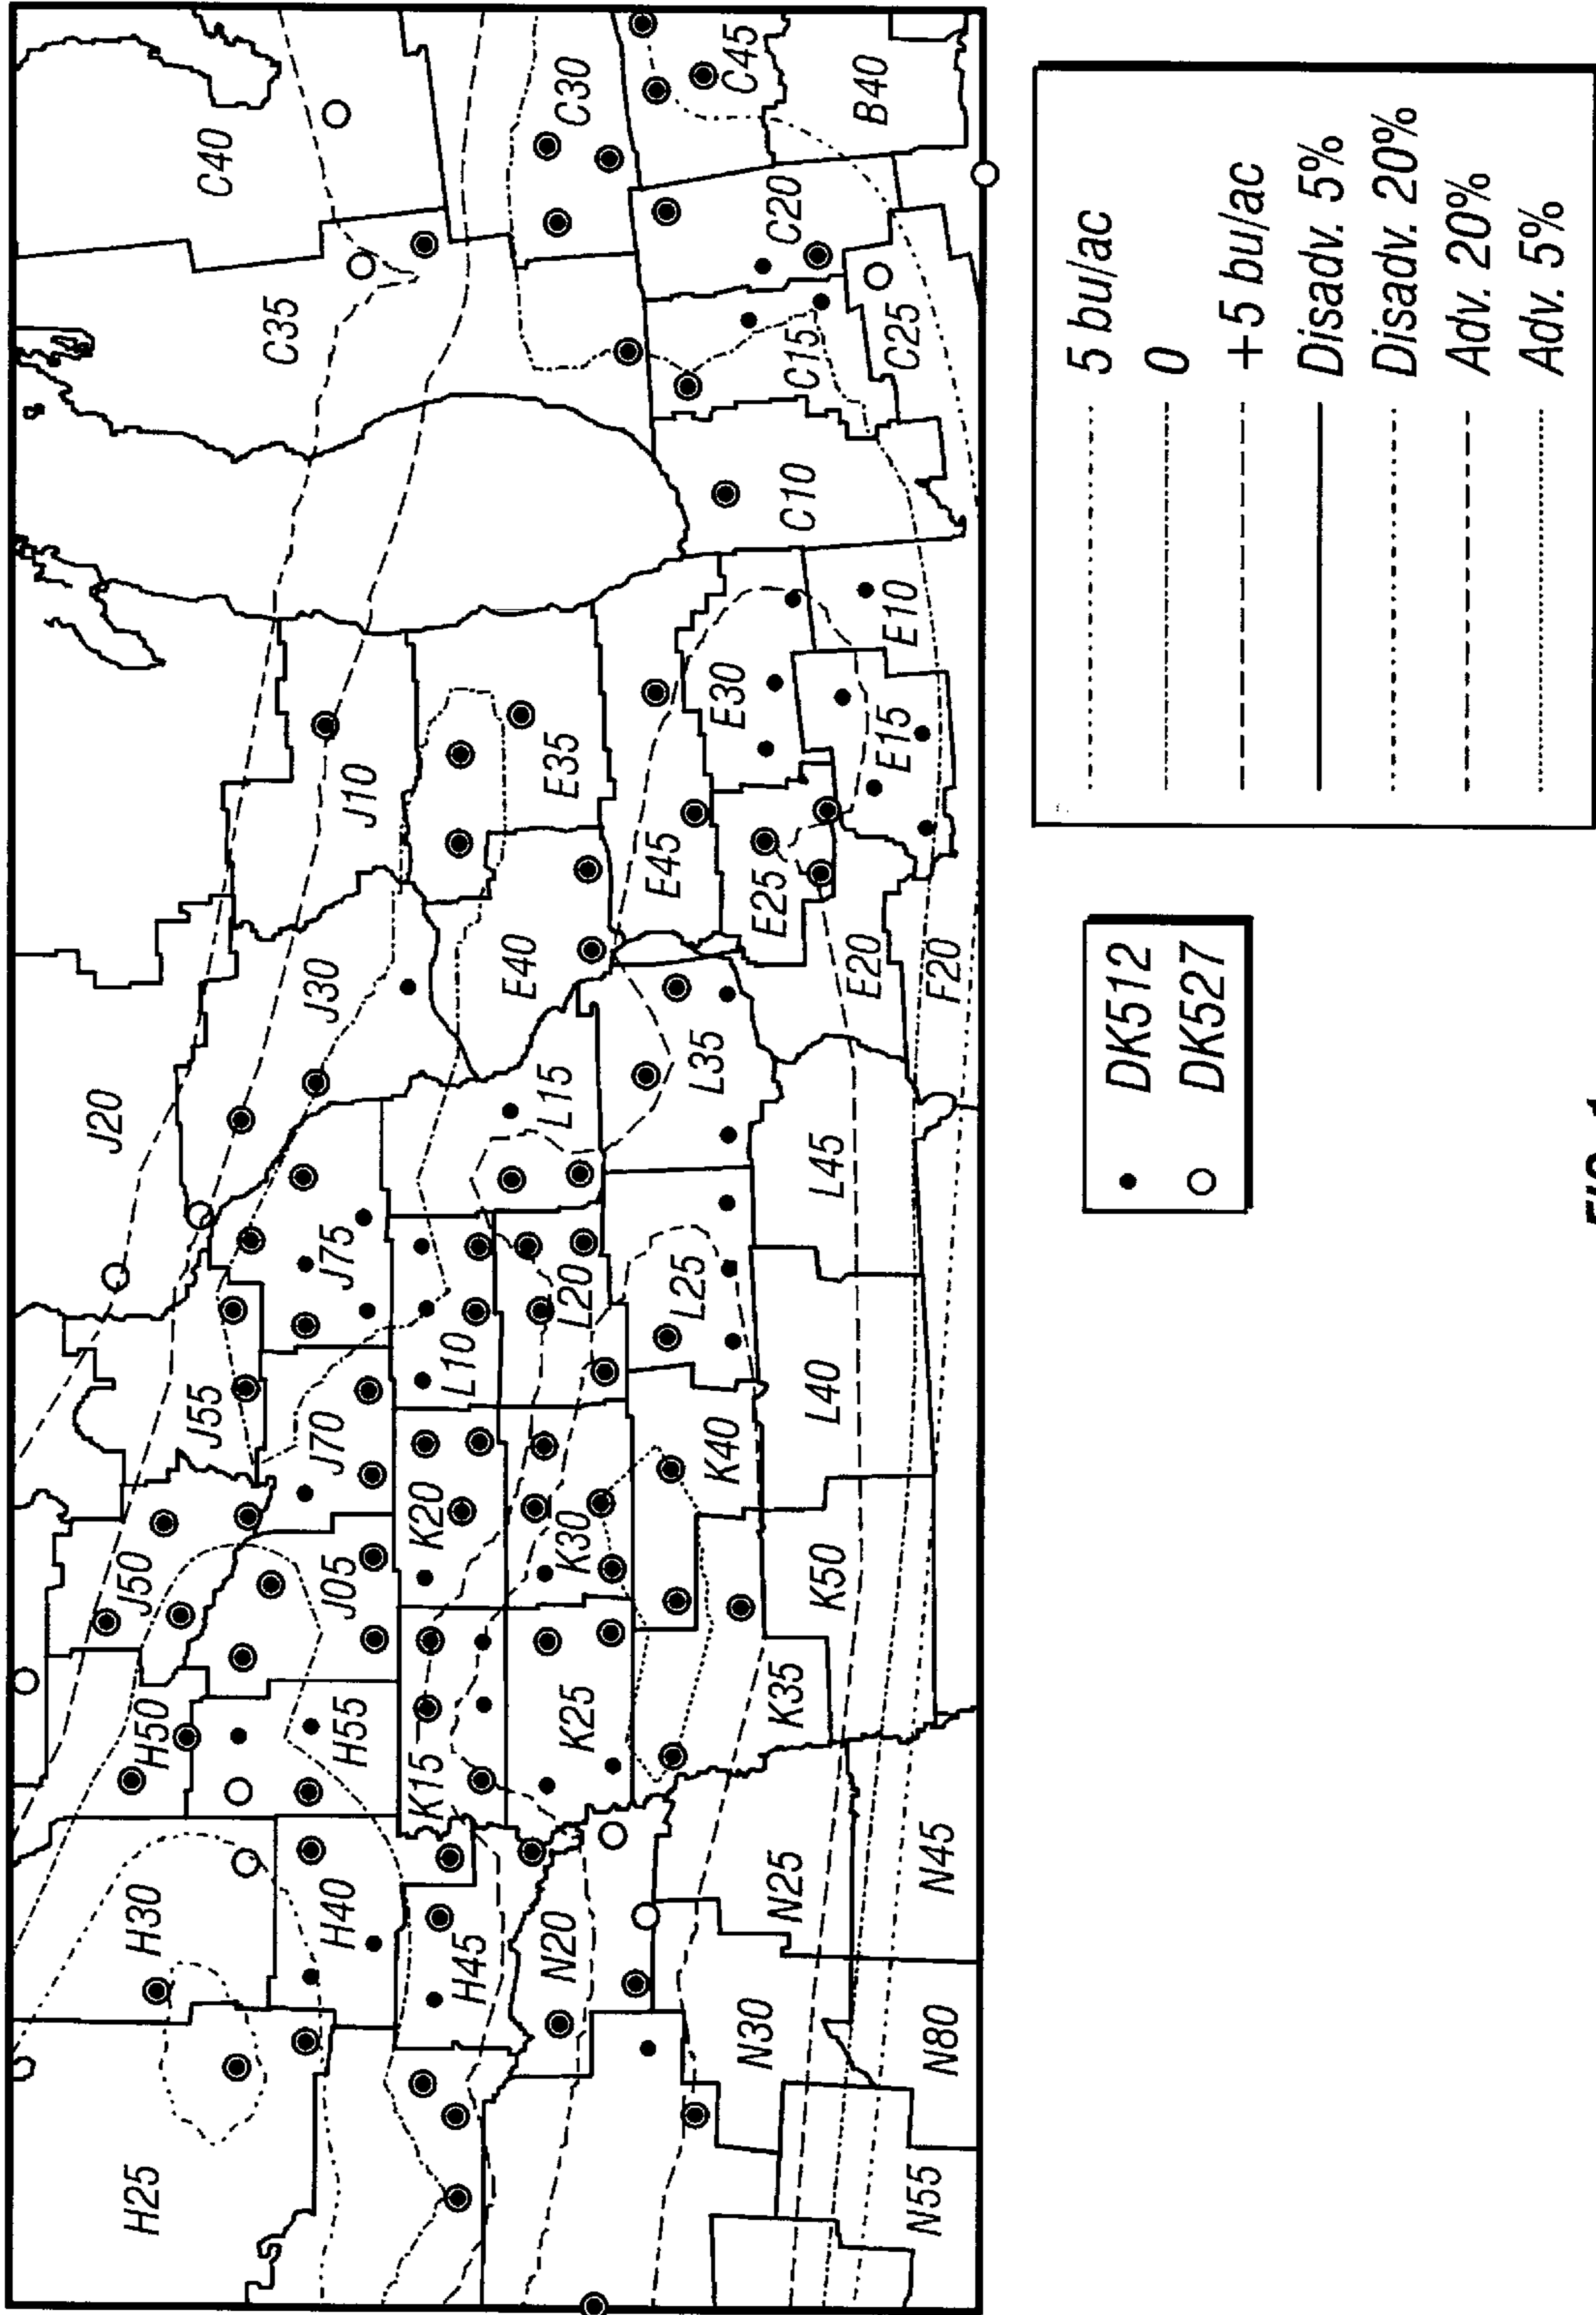 J20
H25
H30
H50
J50
J55
C40
C35
H40
H55
J05
J70
J75
J30
J10
K15
K20
L10
H45
N20
K25
K30
L20
L15
E40
E35
C30
L25
L35
E45
K40
E30
C45
N30
N25
K35
E25
C10
C15
C20
K50
L40
L45
E20
E15
E10
C25
B40
N55
N80
N45
F20
DK512
DK527
5 bu/ac
0
+5 bu/ac
Disadv. 5%
Disadv. 20%
Adv. 20%
Adv. 5%
FIG. 1